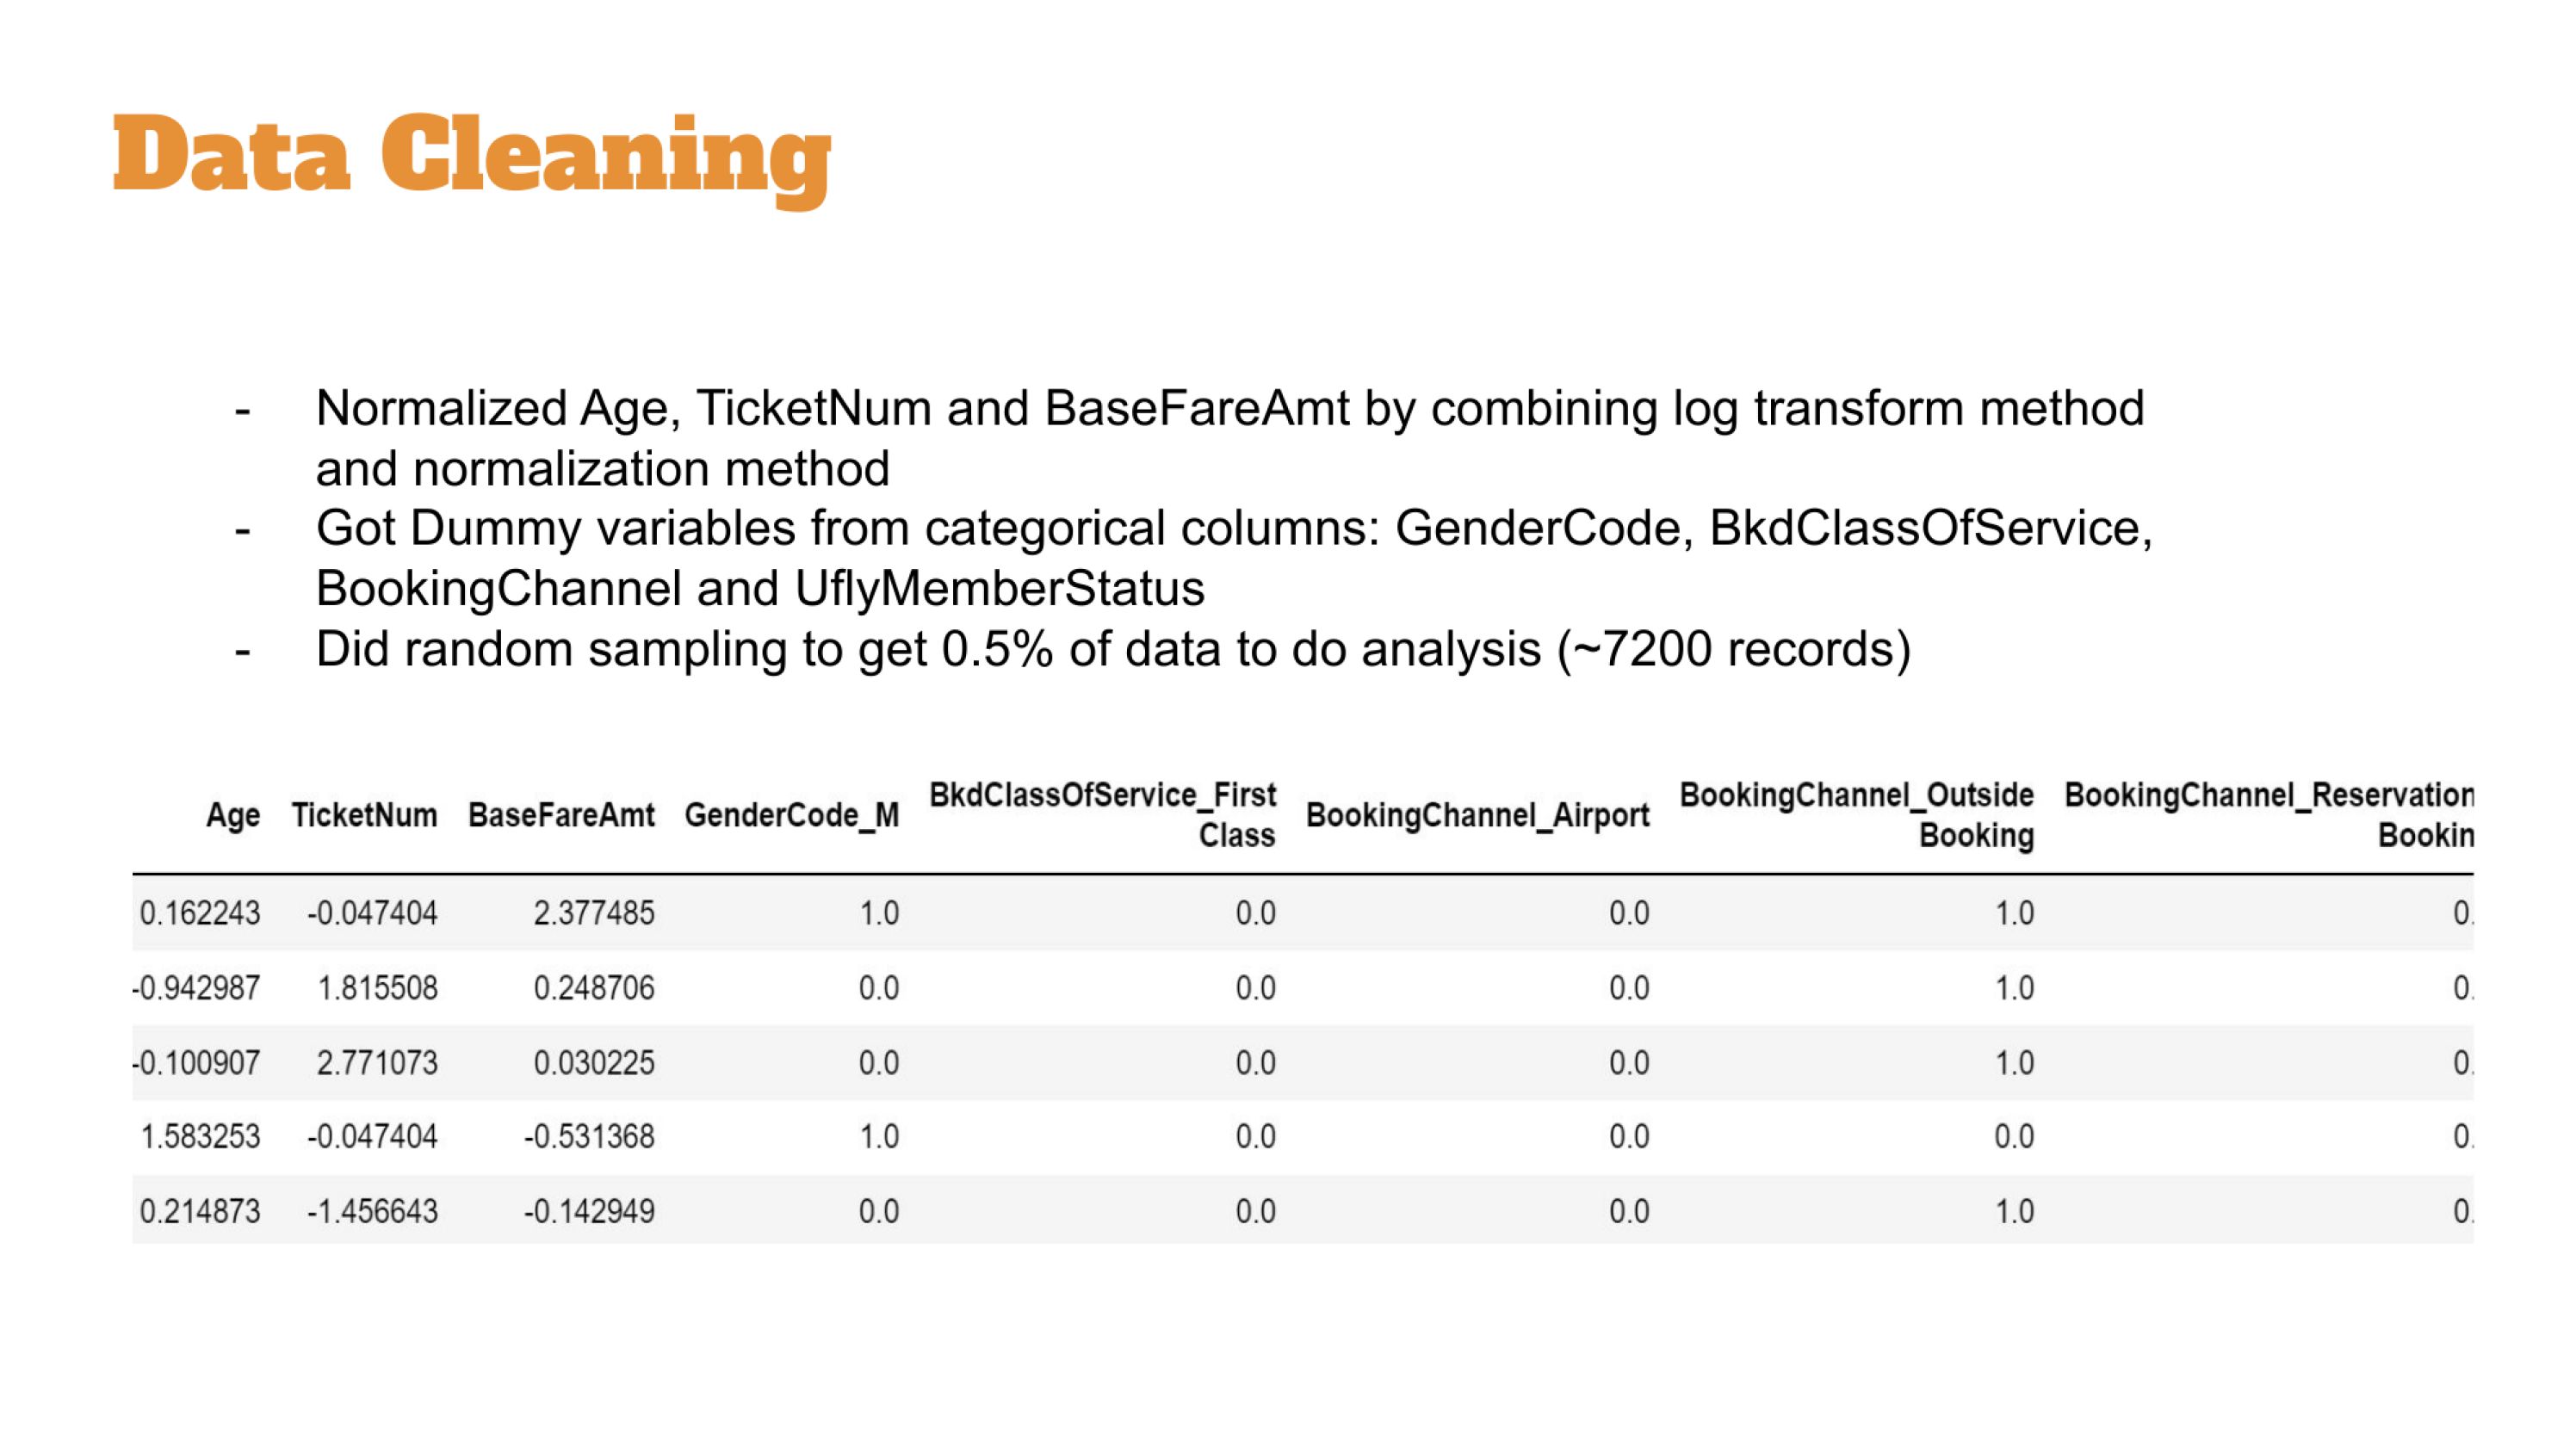 Data Cleaning
- Normalized Age, TicketNum and BaseFareAmt by combining log transform method
and normalization method
- Got Dummy variables from categorical columns: GenderCode, BkdClassOfService,
BookingChannel and UflyMemberStatus
- Did random sampling to get 0.5% of data to do analysis (~7200 records)
Age TicketNum BaseFareAmt GenderCode_M BkdClassOfService_First Class BookingChannel_Airport BookingChannel_Outside Booking BookingChannel_Reservation Bookin
0.162243 -0.047404 2.377485 1.0 0.0 0.0 1.0 0.
-0.942987 1.815508 0.248706 0.0 0.0 0.0 1.0 0.
-0.100907 2.771073 0.030225 0.0 0.0 0.0 1.0 0.
1.583253 -0.047404 -0.531368 1.0 0.0 0.0 0.0 0.
0.214873 -1.456643 -0.142949 0.0 0.0 0.0 1.0 0.